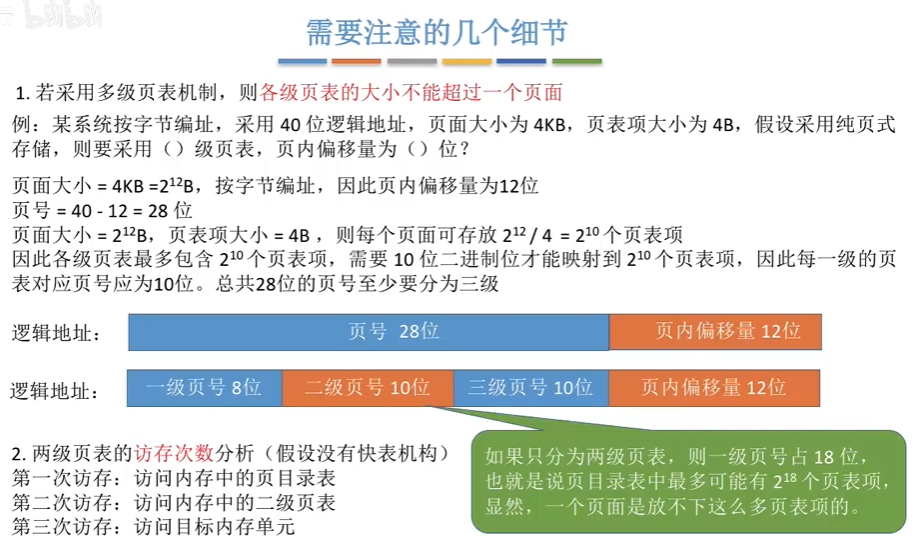 bilibili
需要注意的几个细节
1. 若采用多级页表机制，则各级页表的大小不能超过一个页面
例：某系统按字节编址，采用 40 位逻辑地址，页面大小为 4KB，页表项大小为 4B，假设采用纯页式
存储，则要采用（）级页表，页内偏移量为（）位？
页面大小 = 4KB =2¹²B，按字节编址，因此页内偏移量为12位
页号 = 40 - 12 = 28 位
页面大小 = 2¹²B，页表项大小 = 4B ，则每个页面可存放 2¹² / 4 = 2¹⁰ 个页表项
因此各级页表最多包含 2¹⁰ 个页表项，需要 10 位二进制位才能映射到 2¹⁰ 个页表项，因此每一级的页
表对应页号应为10位。总共28位的页号至少要分为三级
逻辑地址： 页号 28位 页内偏移量 12位
逻辑地址： 一级页号 8位 二级页号 10位 三级页号 10位 页内偏移量 12位
2. 两级页表的访存次数分析（假设没有快表机构）
第一次访存：访问内存中的页目录表
第二次访存：访问内存中的二级页表
第三次访存：访问目标内存单元
如果只分为两级页表，则一级页号占 18 位，
也就是说页目录表中最多可能有 2¹⁸ 个页表项，
显然，一个页面是放不下这么多页表项的。